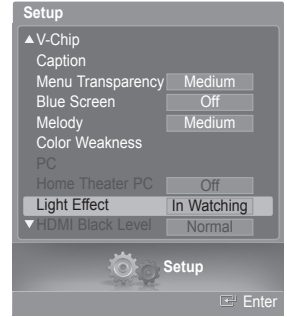 Setup
▲V-Chip
Caption
Menu Transparency Medium
Blue Screen Off
Melody Medium
Color Weakness
PC
Home Theater PC Off
Light Effect In Watching
▼HDMI Black Level Normal
Setup
Enter